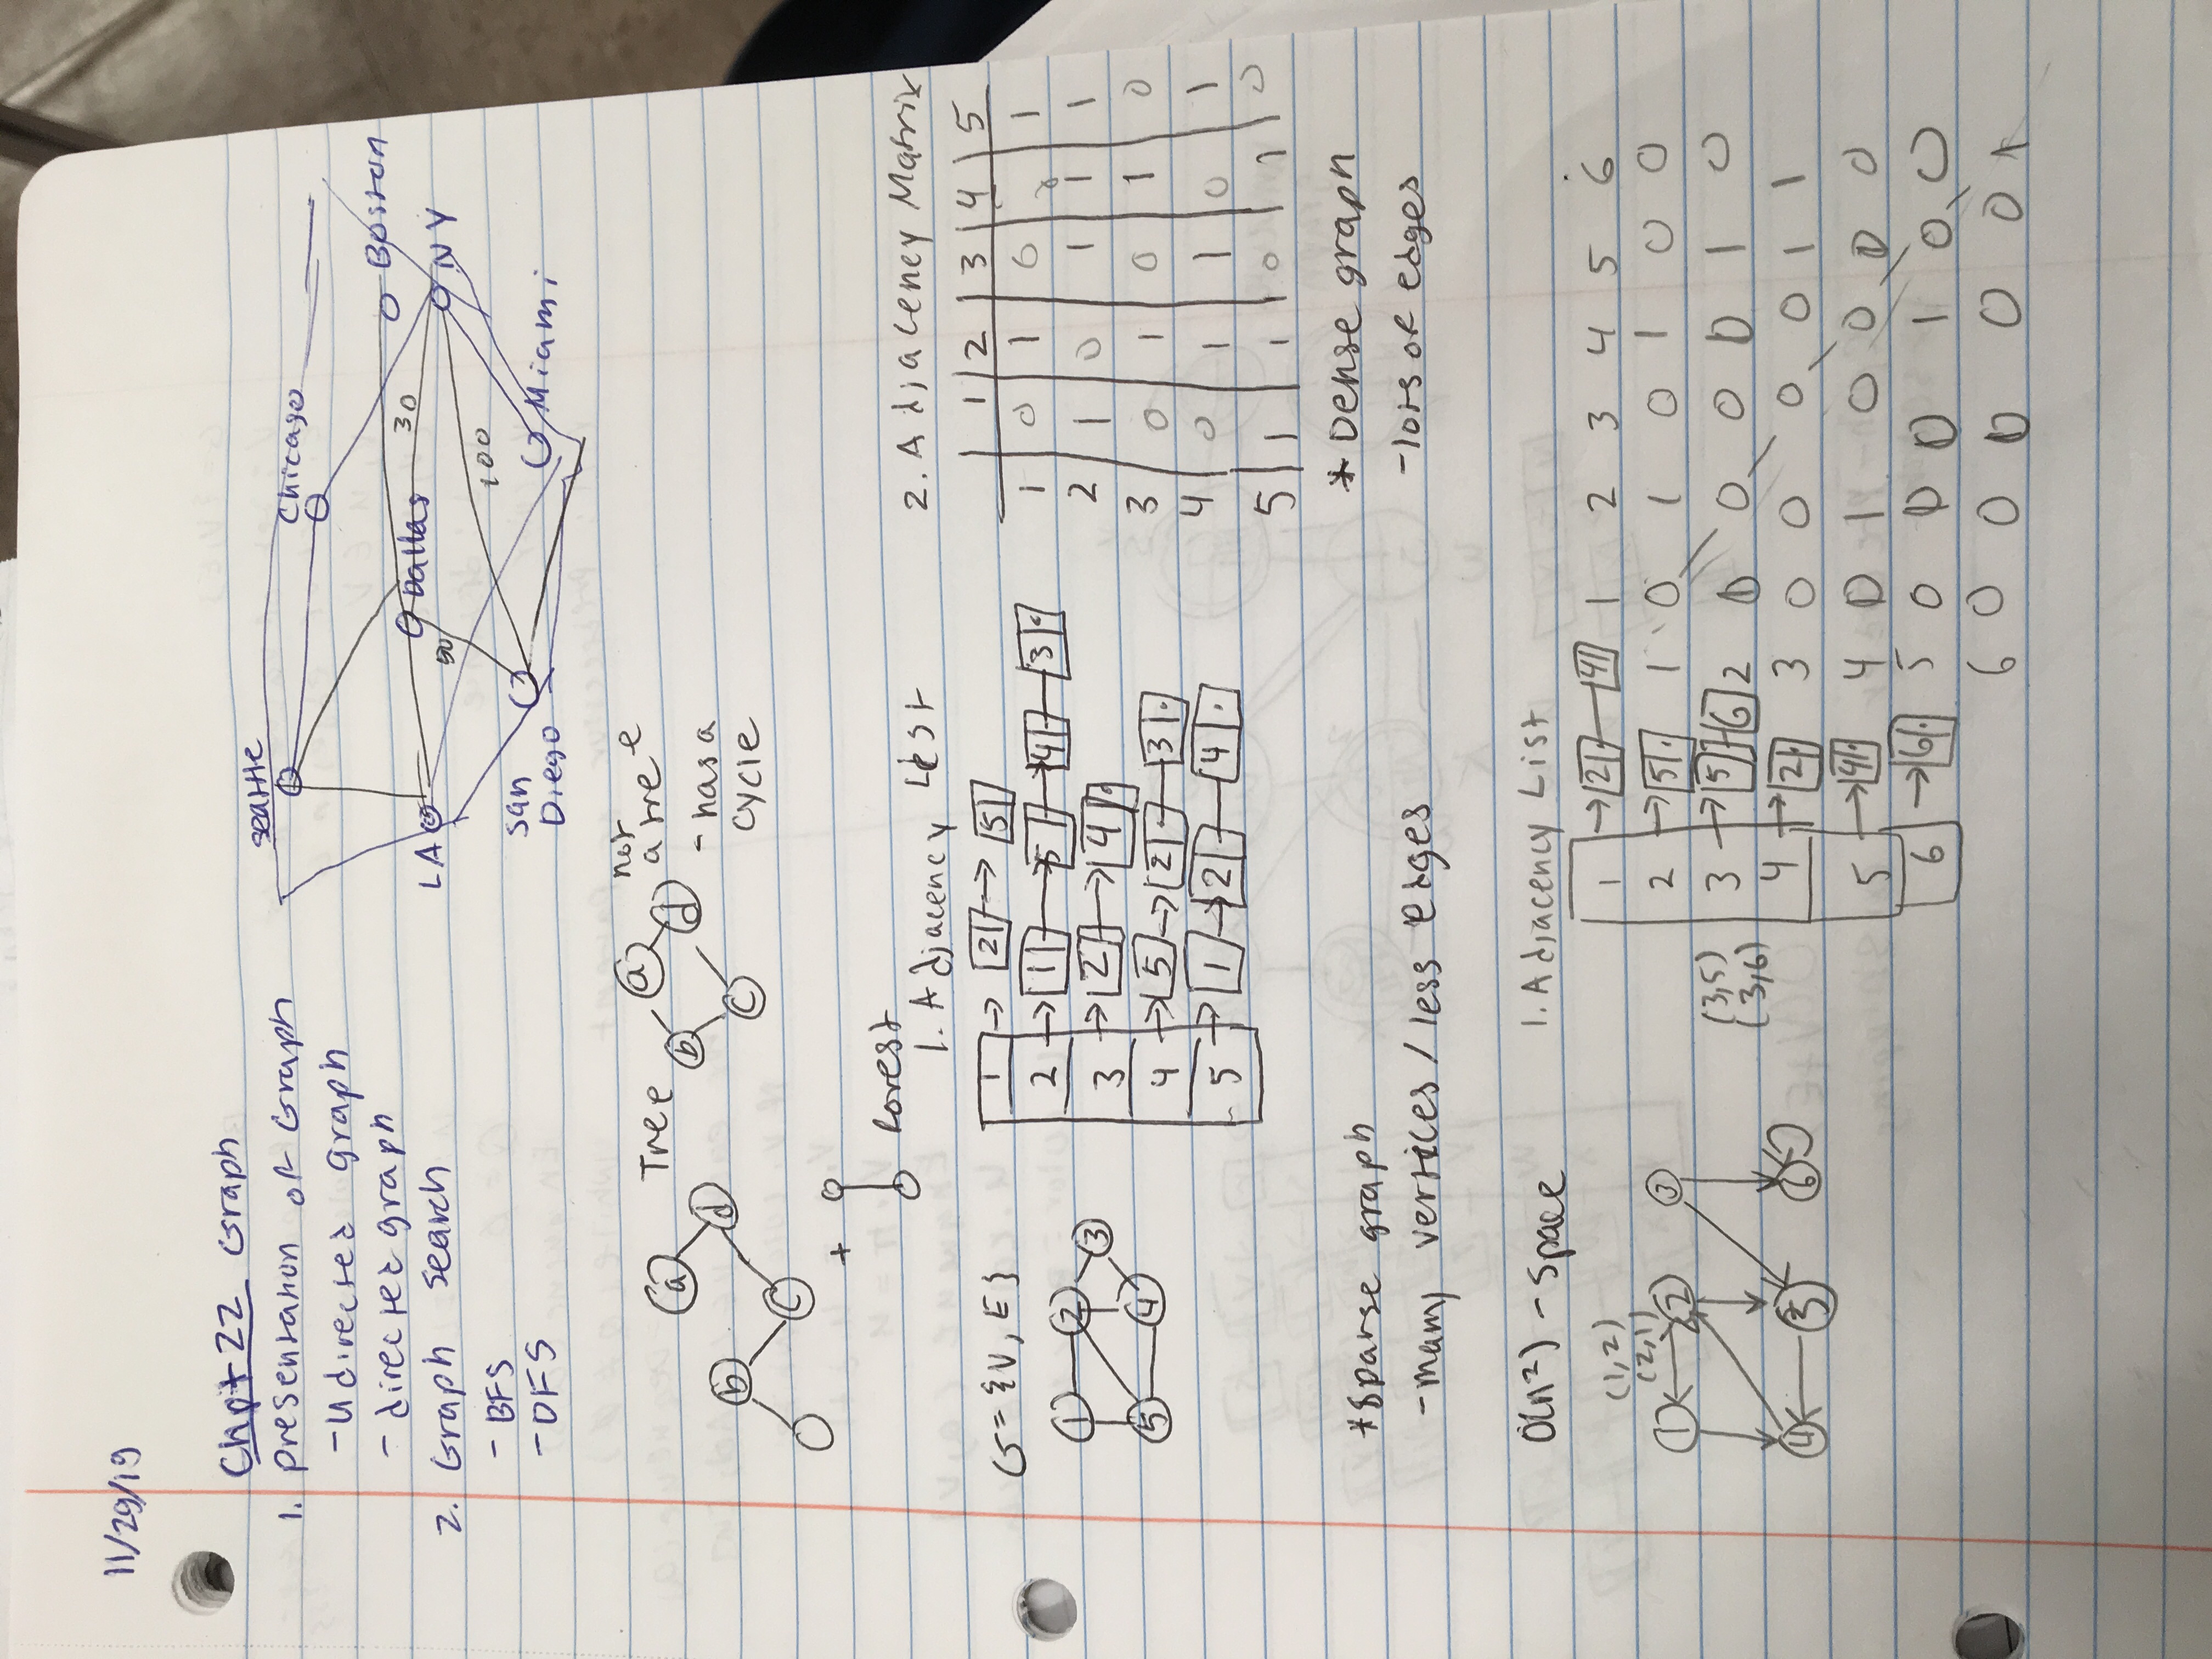 11/29/19
Chpt 22 Graph
1. Presentation of Graph
- Udirected graph
- directed graph
2. Graph search
- BFS
- DFS
seattle
Chicago
Boston
LA
Dallas
30
NY
50
100
San
Diego
Miami
a
Tree
a
not
a tree e
d
b
d
- has a
cycle
b
c
c
+
forest
1. Adjacency List
2. Adjacency Matrix
G = {V, E}
1 → 2 → 5
2 → 1 → 5 → 4 — 3
3 → 2 → 4
4 → 5 → 2 — 3
5 → 1 → 2 — 4
1 2 3 4 5
1 0 1 0 0 1
2 1 0 1 1 1
3 0 1 0 1 0
4 0 1 1 0 1
5 1 1 0 1 0
1 2 3
5 4
*Sparse graph
- many vertices / less edges
* Dense graph
- lots of edges
O(n²) - Space
1. Adjacency List
(1,2)
(2,1)
1 2 3
4 5 6
(3,5)
(3,6)
1 → 2 — 4
2 → 5
3 → 5 6
4 → 2
5 → 4
6 → 6
1 2 3 4 5 6
1 0 1 0 1 0 0
2 0 0 0 0 1 0
3 0 0 0 0 1 1
4 0 1 0 0 0 0
5 0 0 0 1 0 0
6 0 0 0 0 0 1